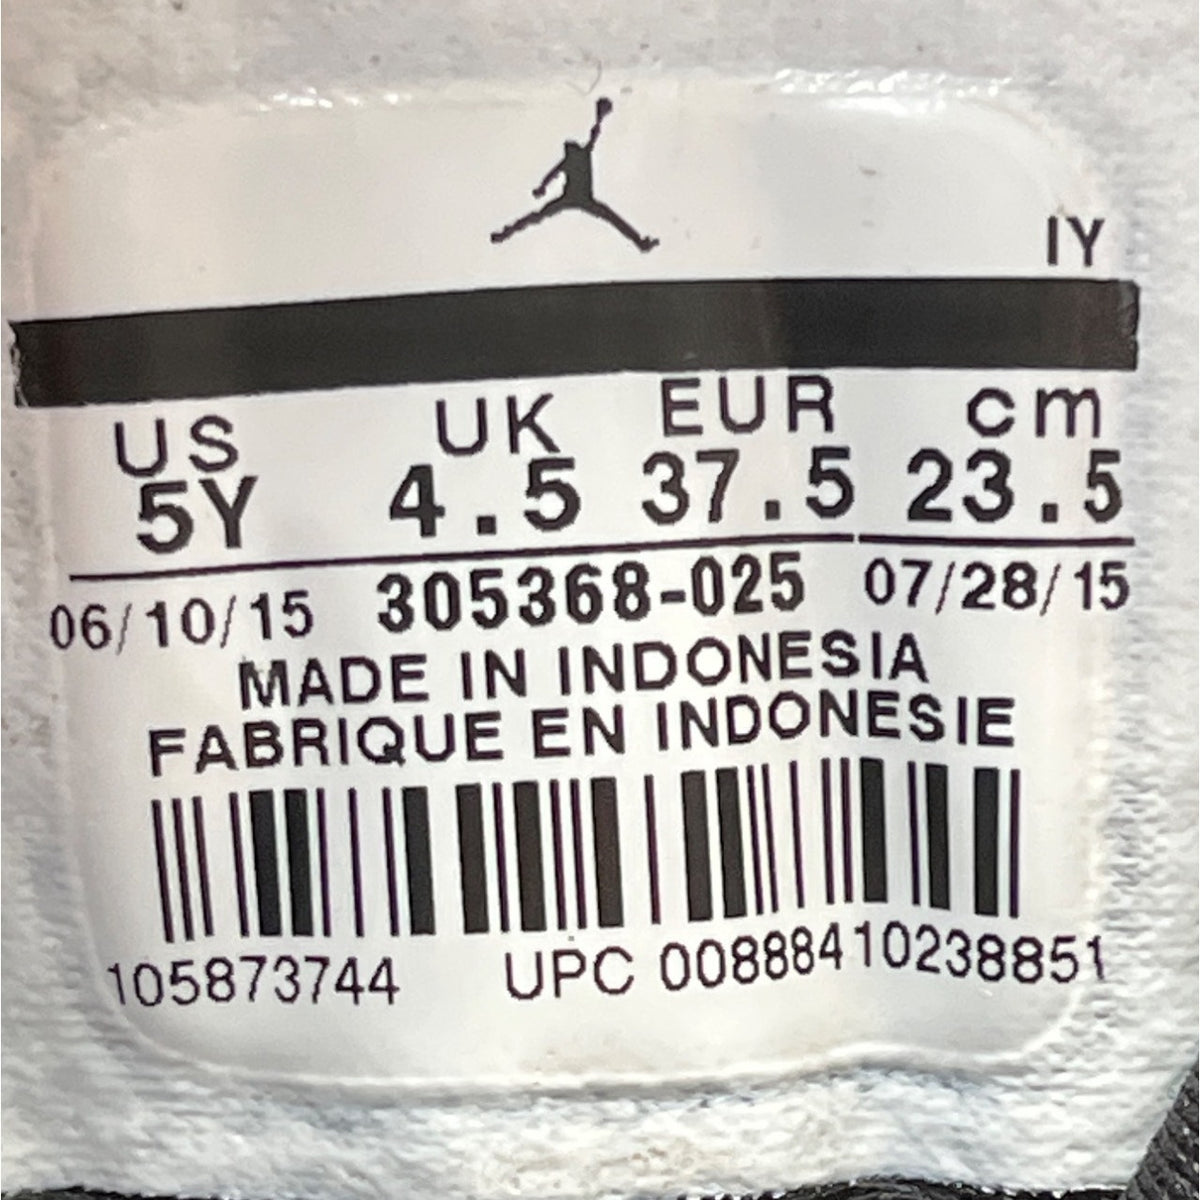 IY
US UK EUR cm
5Y 4.5 37.5 23.5
06/10/15 305368-025 07/28/15
MADE IN INDONESIA
FABRIQUE EN INDONESIE
105873744 UPC 00888410238851